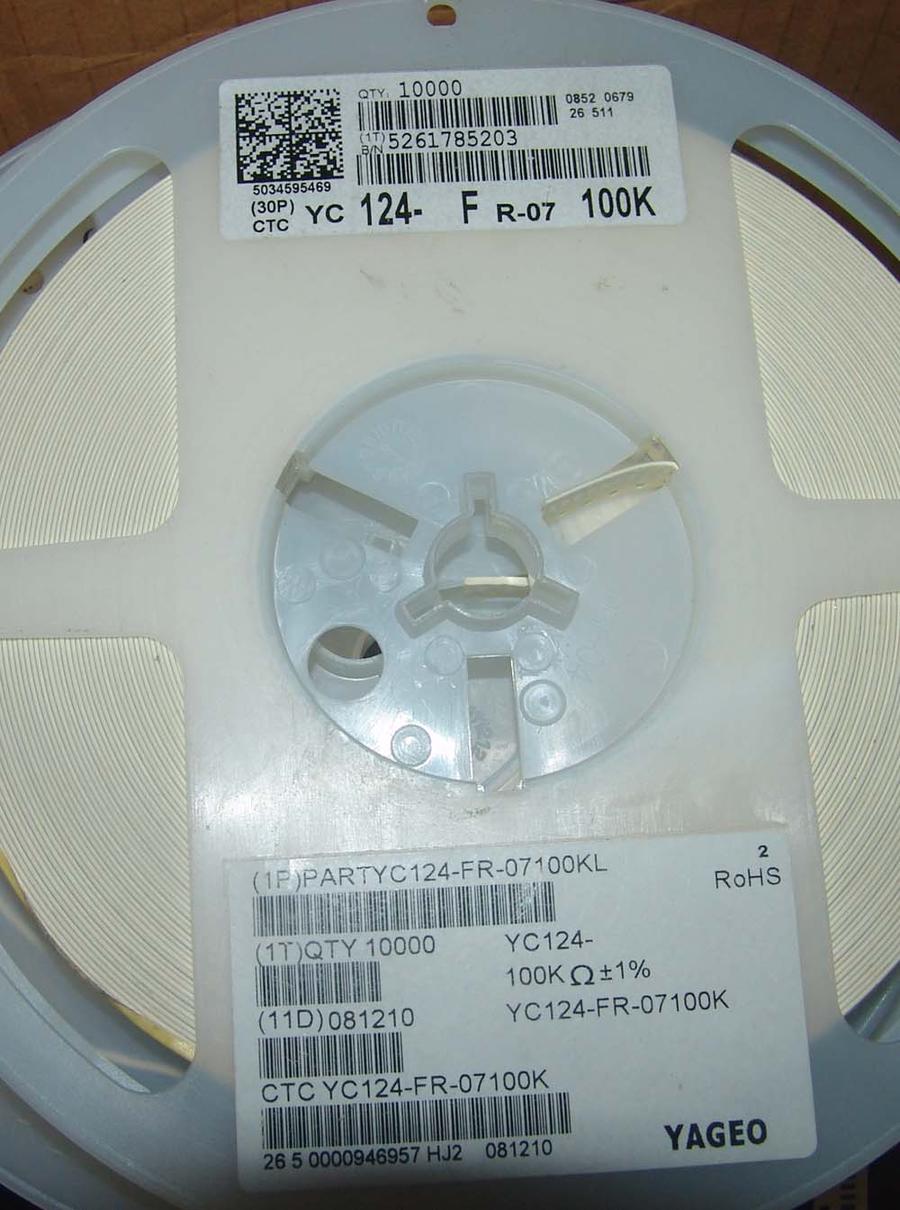 QTY: 10000
0852 0679
26 511
(1T)
B/N 5261785203
5034595469
(30P)
CTC YC 124- F R-07 100K
(1P)PARTYC124-FR-07100KL
2
RoHS
(1T)QTY 10000
YC124-
100KΩ±1%
(11D)081210
YC124-FR-07100K
CTC YC124-FR-07100K
YAGEO
26 5 0000946957 HJ2 081210